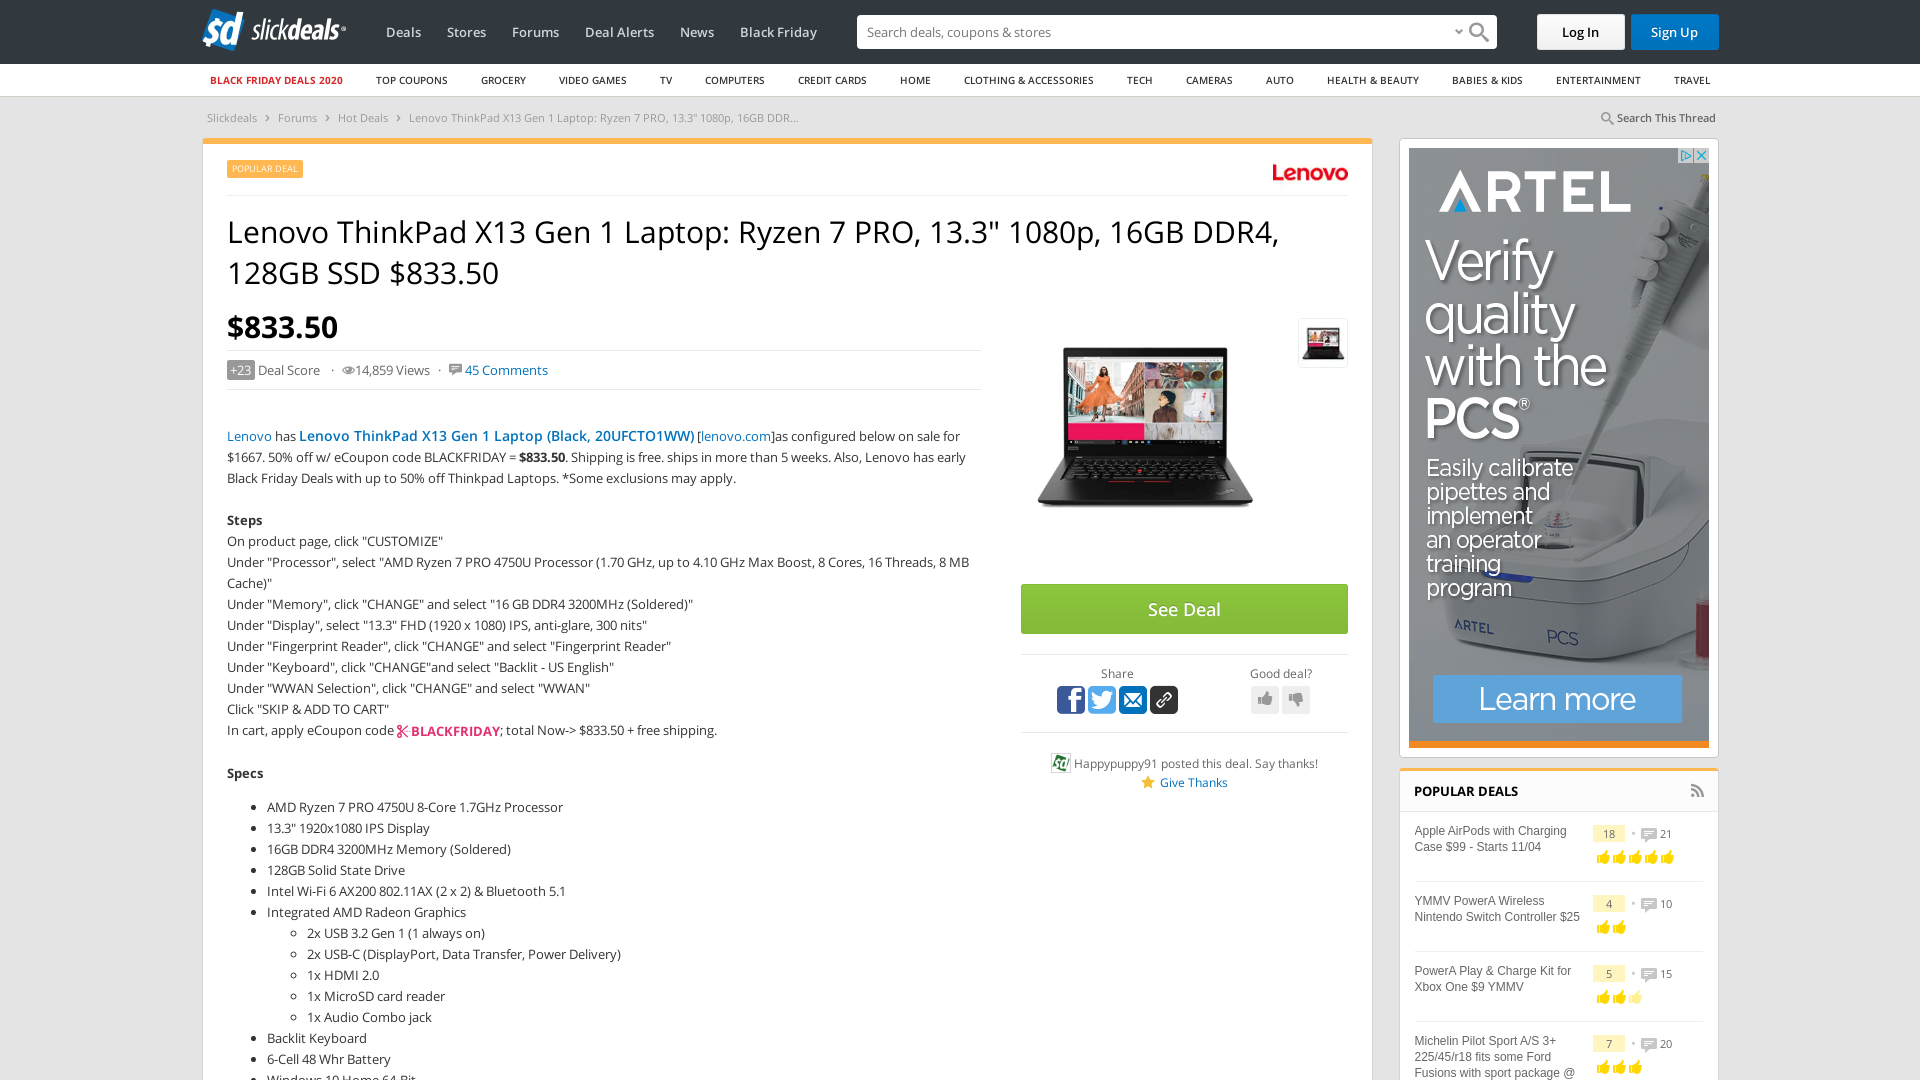 sd slickdeals
Deals Stores Forums Deal Alerts News Black Friday Search deals, coupons & stores Log In Sign Up
BLACK FRIDAY DEALS 2020 TOP COUPONS GROCERY VIDEO GAMES TV COMPUTERS CREDIT CARDS HOME CLOTHING & ACCESSORIES TECH CAMERAS AUTO HEALTH & BEAUTY BABIES & KIDS ENTERTAINMENT TRAVEL
Slickdeals > Forums > Hot Deals > Lenovo ThinkPad X13 Gen 1 Laptop: Ryzen 7 PRO, 13.3" 1080p, 16GB DDR... Search This Thread
POPULAR DEAL
Lenovo
Lenovo ThinkPad X13 Gen 1 Laptop: Ryzen 7 PRO, 13.3" 1080p, 16GB DDR4,
128GB SSD $833.50
$833.50
+23 Deal Score · 14,859 Views · 45 Comments
Lenovo has Lenovo ThinkPad X13 Gen 1 Laptop (Black, 20UFCTO1WW) [lenovo.com]as configured below on sale for
$1667. 50% off w/ eCoupon code BLACKFRIDAY = $833.50. Shipping is free. ships in more than 5 weeks. Also, Lenovo has early
Black Friday Deals with up to 50% off Thinkpad Laptops. *Some exclusions may apply.
Steps
On product page, click "CUSTOMIZE"
Under "Processor", select "AMD Ryzen 7 PRO 4750U Processor (1.70 GHz, up to 4.10 GHz Max Boost, 8 Cores, 16 Threads, 8 MB
Cache)"
Under "Memory", click "CHANGE" and select "16 GB DDR4 3200MHz (Soldered)"
Under "Display", select "13.3" FHD (1920 x 1080) IPS, anti-glare, 300 nits"
Under "Fingerprint Reader", click "CHANGE" and select "Fingerprint Reader"
Under "Keyboard", click "CHANGE"and select "Backlit - US English"
Under "WWAN Selection", click "CHANGE" and select "WWAN"
Click "SKIP & ADD TO CART"
In cart, apply eCoupon code BLACKFRIDAY; total Now-> $833.50 + free shipping.
Specs
• AMD Ryzen 7 PRO 4750U 8-Core 1.7GHz Processor
• 13.3" 1920x1080 IPS Display
• 16GB DDR4 3200MHz Memory (Soldered)
• 128GB Solid State Drive
• Intel Wi-Fi 6 AX200 802.11AX (2 x 2) & Bluetooth 5.1
• Integrated AMD Radeon Graphics
◦ 2x USB 3.2 Gen 1 (1 always on)
◦ 2x USB-C (DisplayPort, Data Transfer, Power Delivery)
◦ 1x HDMI 2.0
◦ 1x MicroSD card reader
◦ 1x Audio Combo jack
• Backlit Keyboard
• 6-Cell 48 Whr Battery
• Windows 10 Home 64-Bit
See Deal
Share Good deal?
Happypuppy91 posted this deal. Say thanks!
Give Thanks
ARTEL
Verify
quality
with the
PCS®
Easily calibrate
pipettes and
implement
an operator
training
program
ARTEL PCS
Learn more
POPULAR DEALS
Apple AirPods with Charging
Case $99 - Starts 11/04
18 • 21
YMMV PowerA Wireless
Nintendo Switch Controller $25
4 • 10
PowerA Play & Charge Kit for
Xbox One $9 YMMV
5 • 15
Michelin Pilot Sport A/S 3+
225/45/r18 fits some Ford
Fusions with sport package @
7 • 20